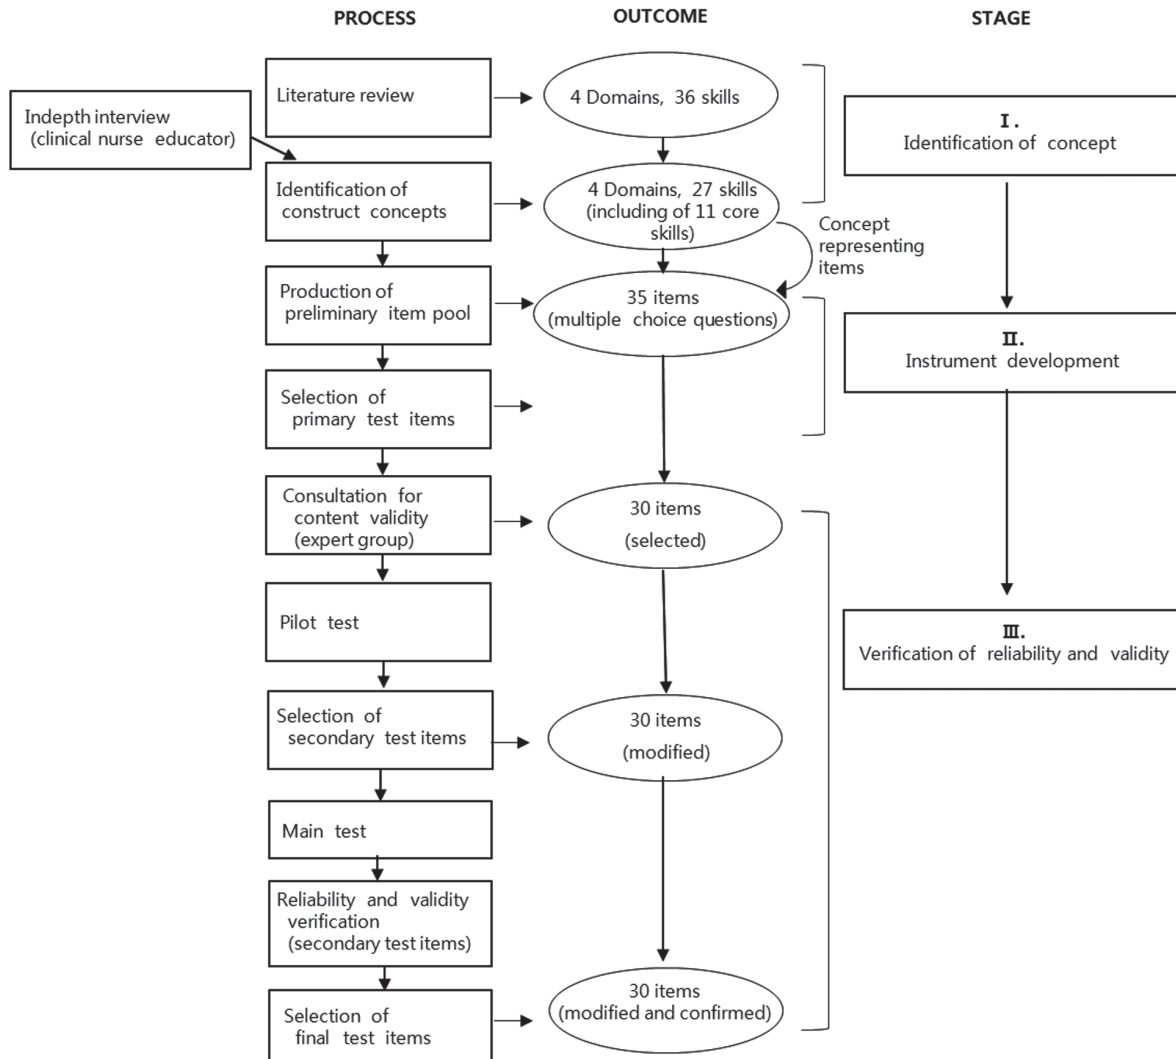 PROCESS
OUTCOME
STAGE
Literature review
4 Domains, 36 skills
Indepth interview
(clinical nurse educator)
I.
Identification of concept
Identification of
construct concepts
4 Domains, 27 skills
(including of 11 core
skills)
Concept
representing
items
Production of
preliminary item pool
35 items
(multiple choice questions)
II.
Instrument development
Selection of
primary test items
Consultation for
content validity
(expert group)
30 items
(selected)
Pilot test
III.
Verification of reliability and validity
Selection of
secondary test items
30 items
(modified)
Main test
Reliability and validity
verification
(secondary test items)
Selection of
final test items
30 items
(modified and confirmed)